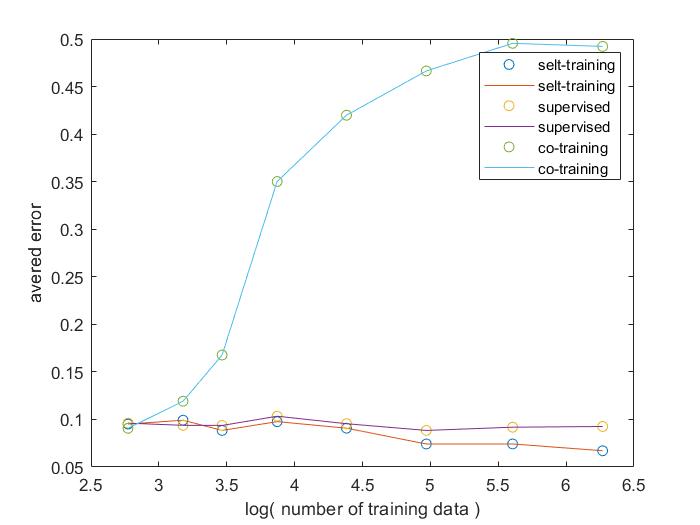 0.5
0.45
0.4
0.35
0.3
0.25
0.2
0.15
0.1
0.05
avered error
selt-training
selt-training
supervised
supervised
co-training
co-training
2.5 3 3.5 4 4.5 5 5.5 6 6.5
log( number of training data )